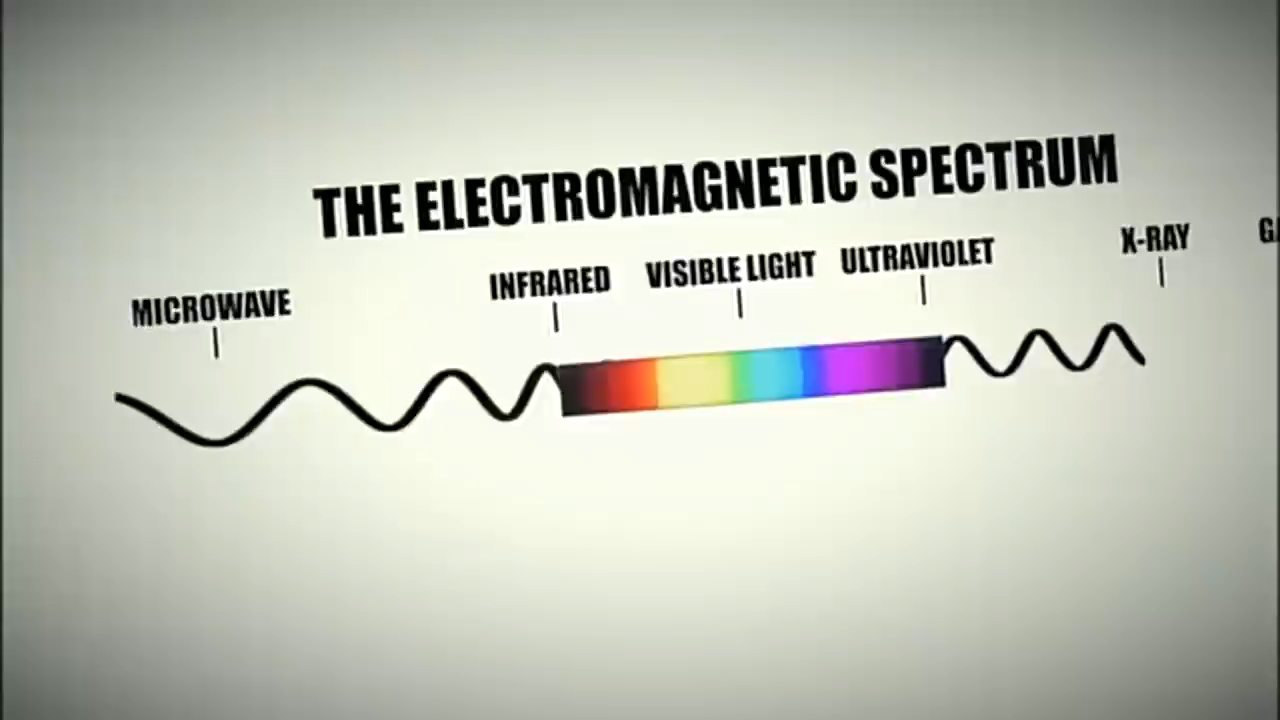 THE ELECTROMAGNETIC SPECTRUM
MICROWAVE
INFRARED
VISIBLE LIGHT
ULTRAVIOLET
X-RAY